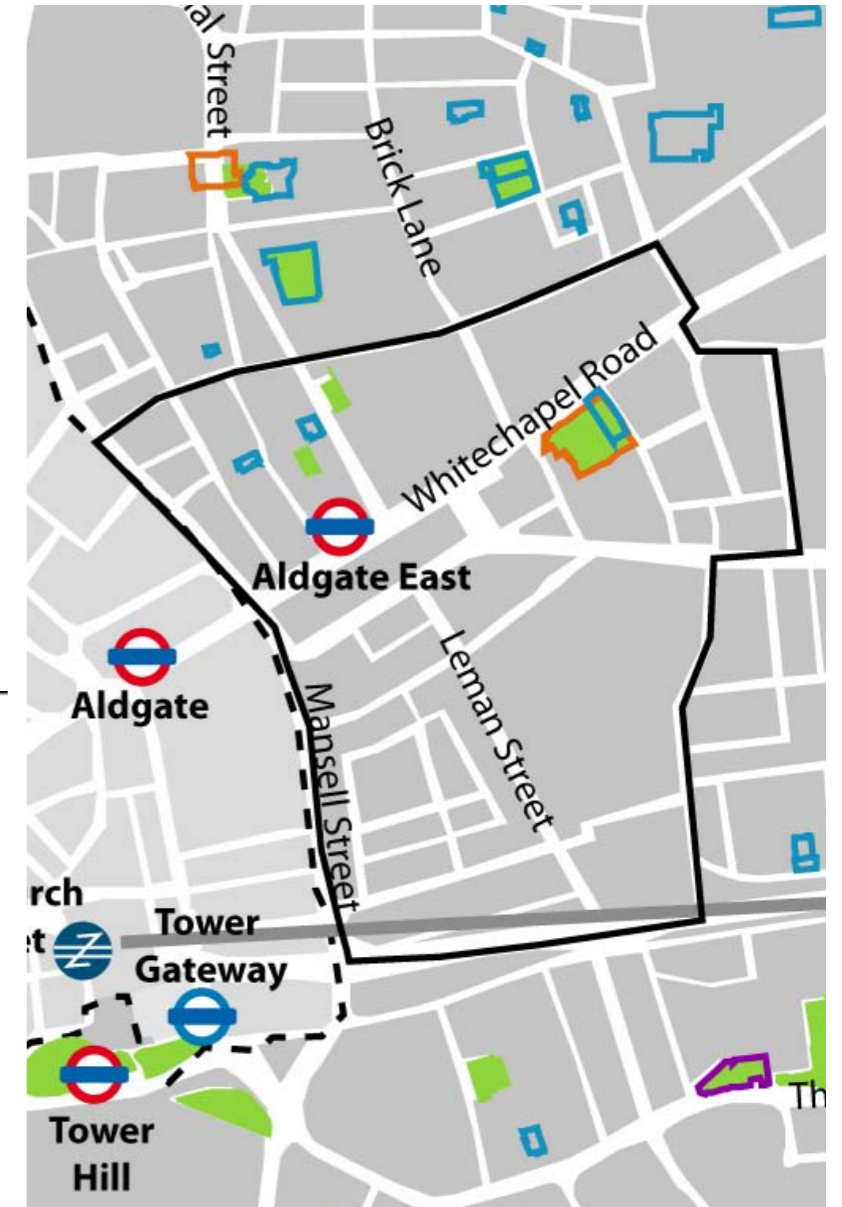 Street
Brick Lane
Whitechapel Road
Aldgate East
Leman Street
Aldgate
Mansell Street
Tower
Gateway
Tower
Hill